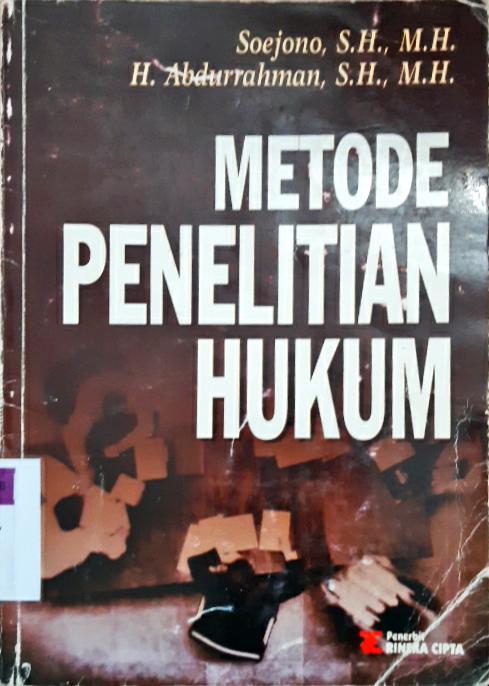 Soejono, S.H., M.H.
H. Abdurrahman, S.H., M.H.
METODE
PENELITIAN
HUKUM
Penerbit
RINEKA CIPTA